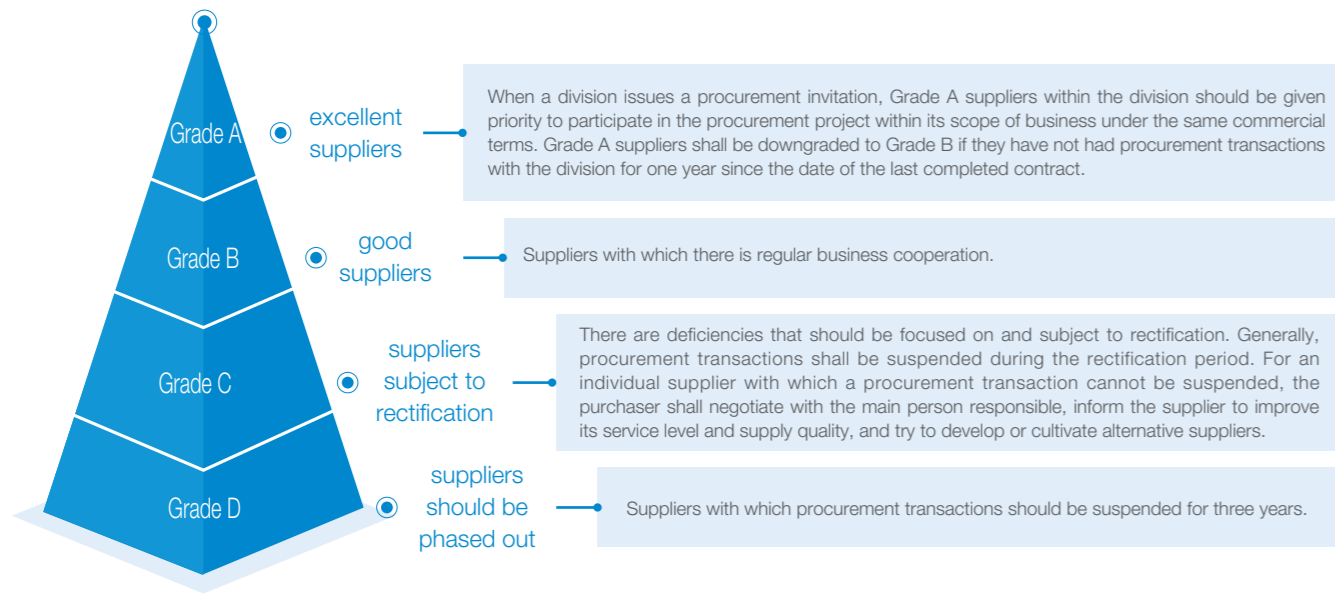 Grade A
excellent
suppliers
When a division issues a procurement invitation, Grade A suppliers within the division should be given
priority to participate in the procurement project within its scope of business under the same commercial
terms. Grade A suppliers shall be downgraded to Grade B if they have not had procurement transactions
with the division for one year since the date of the last completed contract.
Grade B
good
suppliers
Suppliers with which there is regular business cooperation.
Grade C
suppliers
subject to
rectification
There are deficiencies that should be focused on and subject to rectification. Generally,
procurement transactions shall be suspended during the rectification period. For an
individual supplier with which a procurement transaction cannot be suspended, the
purchaser shall negotiate with the main person responsible, inform the supplier to improve
its service level and supply quality, and try to develop or cultivate alternative suppliers.
Grade D
suppliers
should be
phased out
Suppliers with which procurement transactions should be suspended for three years.